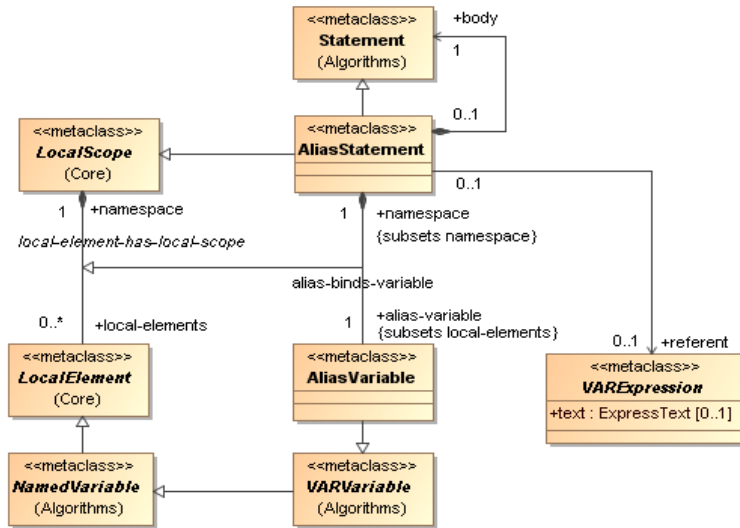 <<metaclass>>
Statement
(Algorithms)
+body
1
0..1
<<metaclass>>
LocalScope
(Core)
<<metaclass>>
AliasStatement
0..1
1
+namespace
local-element-has-local-scope
1
+namespace
{subsets namespace}
alias-binds-variable
0..*
+local-elements
1
+alias-variable
{subsets local-elements}
0..1
+referent
<<metaclass>>
LocalElement
(Core)
<<metaclass>>
AliasVariable
<<metaclass>>
VARExpression
+text : ExpressText [0..1]
<<metaclass>>
NamedVariable
(Algorithms)
<<metaclass>>
VARVariable
(Algorithms)